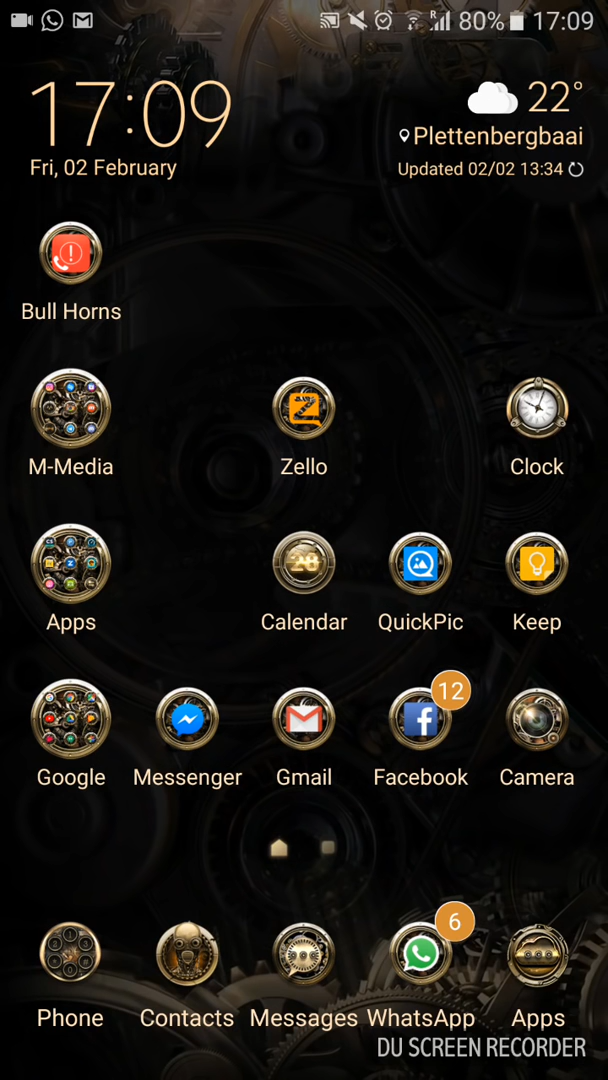 R 80% 17:09
17:09
22°
Plettenbergbaai
Fri, 02 February
Updated 02/02 13:34
Bull Horns
M-Media Zello Clock
Apps Calendar QuickPic Keep
12
Google Messenger Gmail Facebook Camera
6
Phone Contacts Messages WhatsApp Apps
DU SCREEN RECORDER